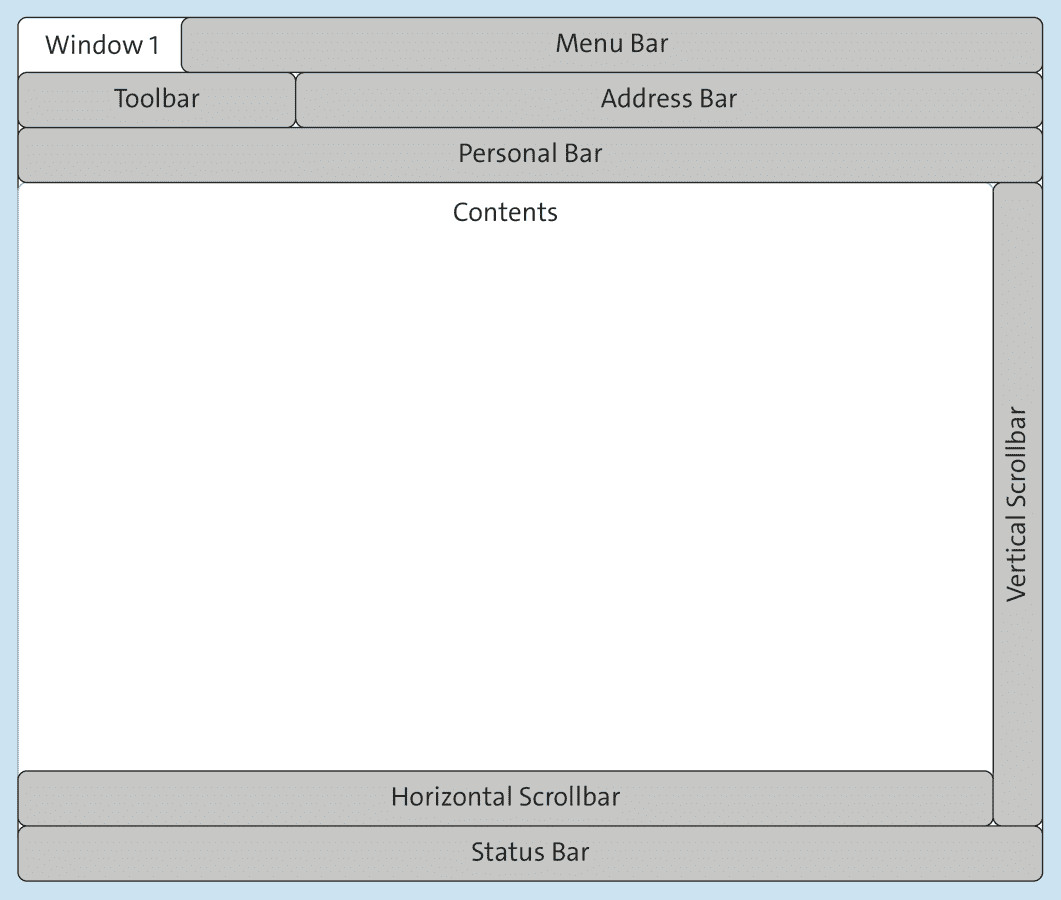 Window 1
Menu Bar
Toolbar
Address Bar
Personal Bar
Contents
Vertical Scrollbar
Horizontal Scrollbar
Status Bar